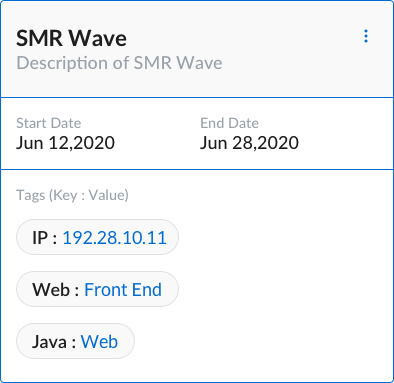 SMR Wave
Description of SMR Wave
Start Date End Date
Jun 12,2020 Jun 28,2020
Tags (Key : Value)
IP : 192.28.10.11
Web : Front End
Java : Web